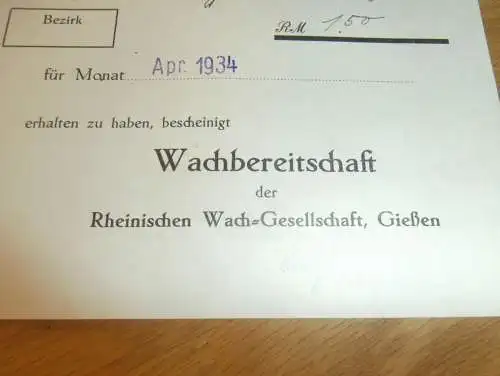 Bezirk
RM 1.50
für Monat Apr. 1934
erhalten zu haben, bescheinigt
Wachbereitschaft
der
Rheinischen Wach-Gesellschaft, Gießen